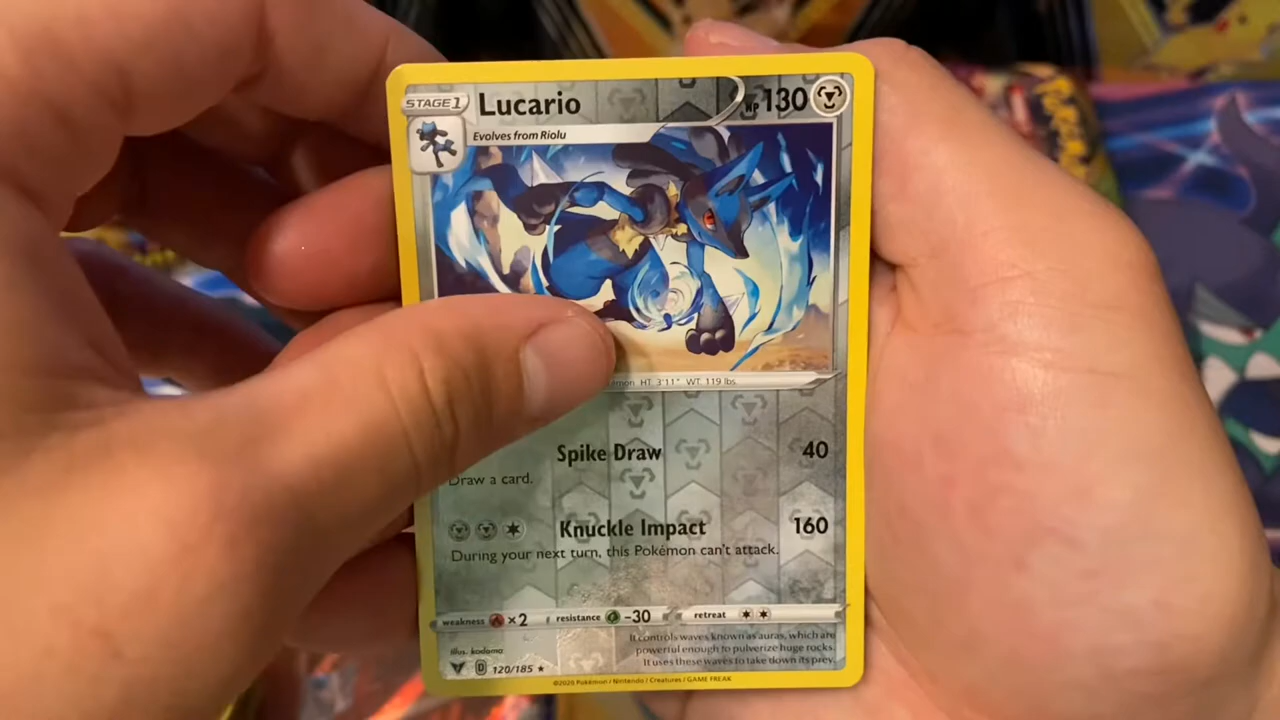 STAGE 1
Lucario
HP 130
Evolves from Riolu
HT: 3'11" WT: 119 lbs.
Spike Draw 40
Draw a card.
Knuckle Impact 160
During your next turn, this Pokémon can't attack.
weakness ×2 resistance -30 retreat
It controls waves known as auras, which are
powerful enough to pulverize huge rocks.
It uses these waves to take down its prey.
Illus. kodama
D 120/185 ★
©2020 Pokémon / Nintendo / Creatures / GAME FREAK